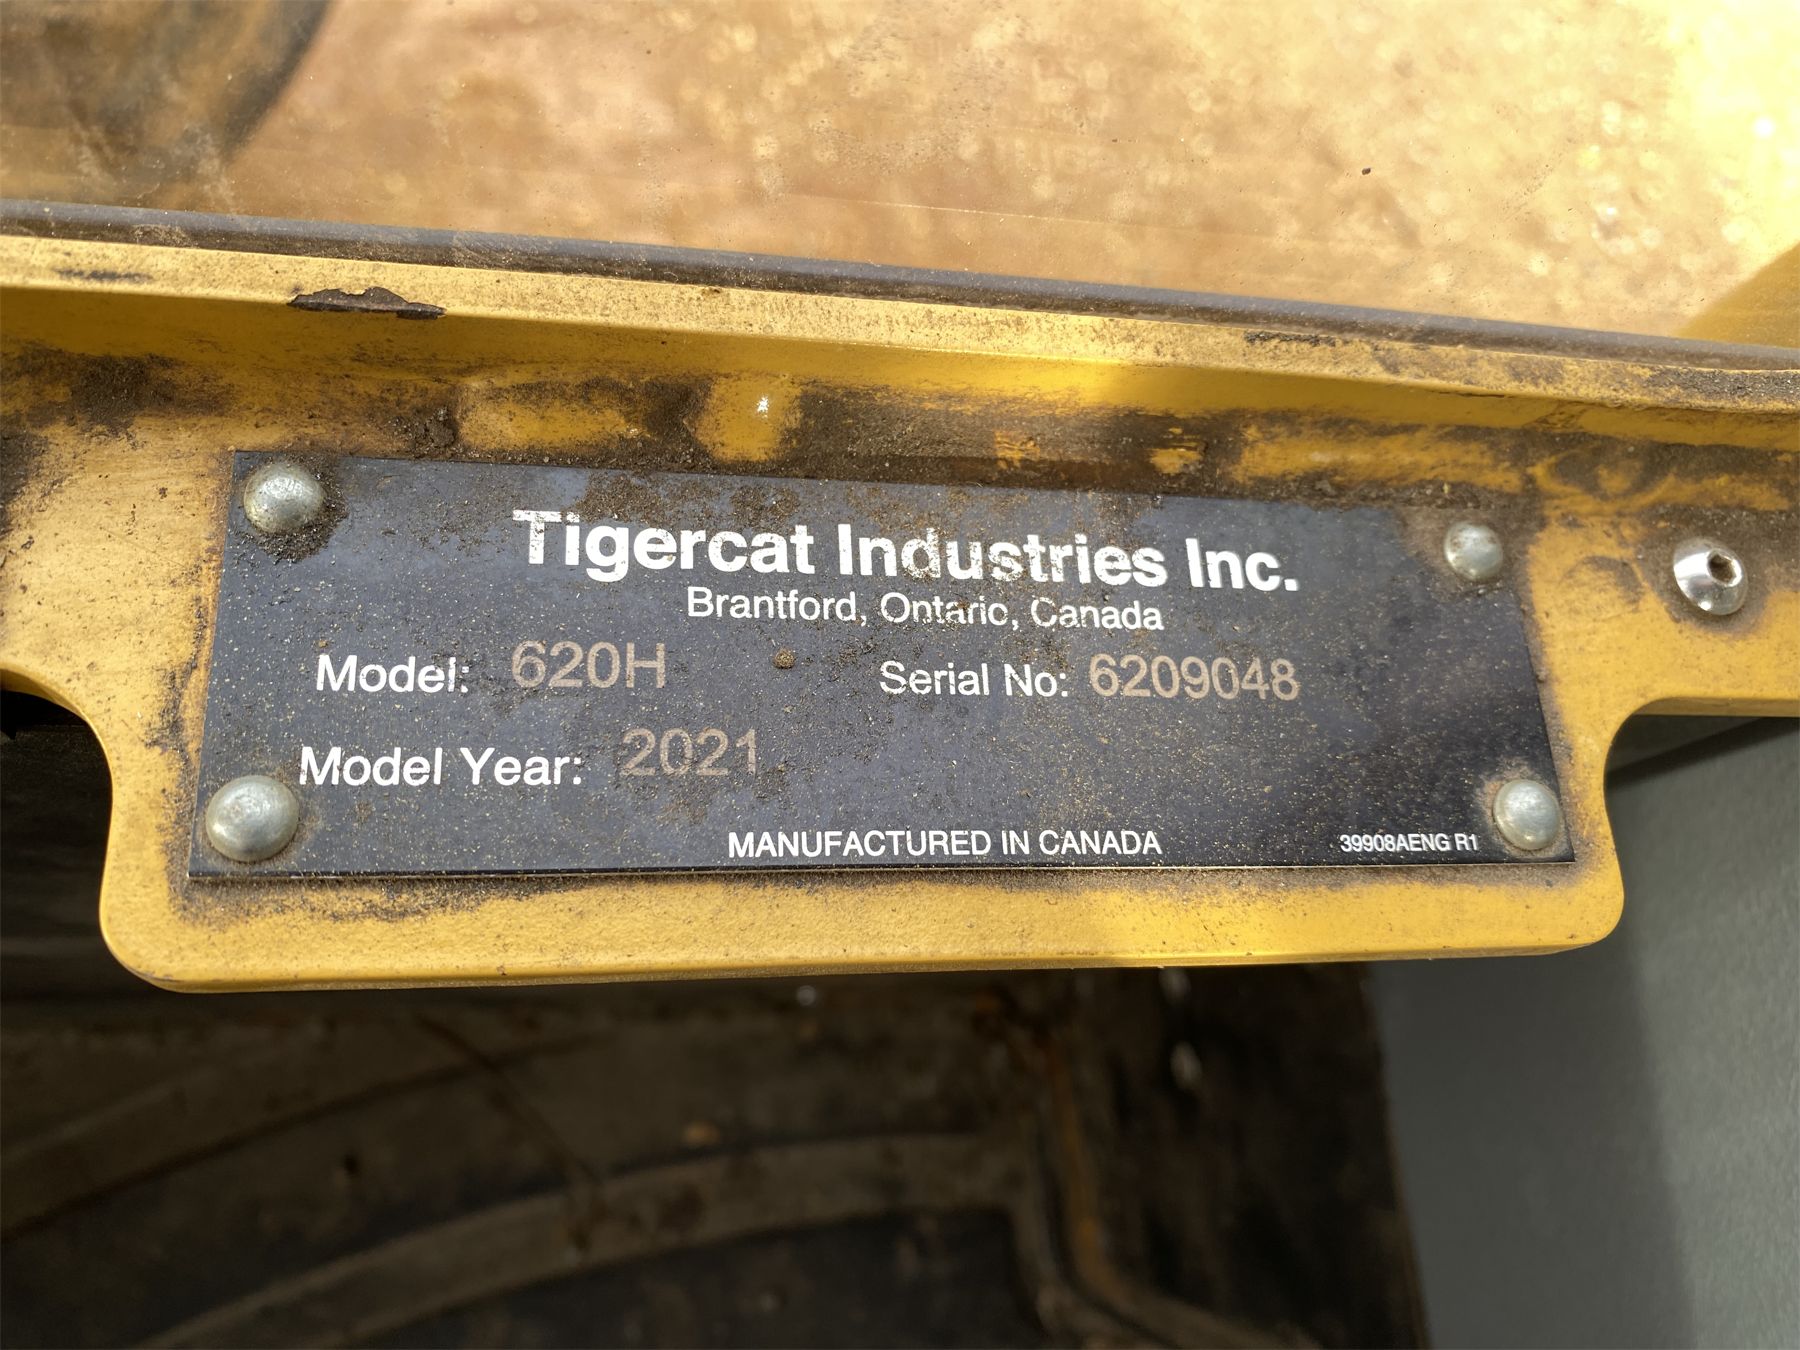 Tigercat Industries Inc.
Brantford, Ontario, Canada
Model: 620H Serial No: 6209048
Model Year: 2021
MANUFACTURED IN CANADA 39908AENG R1